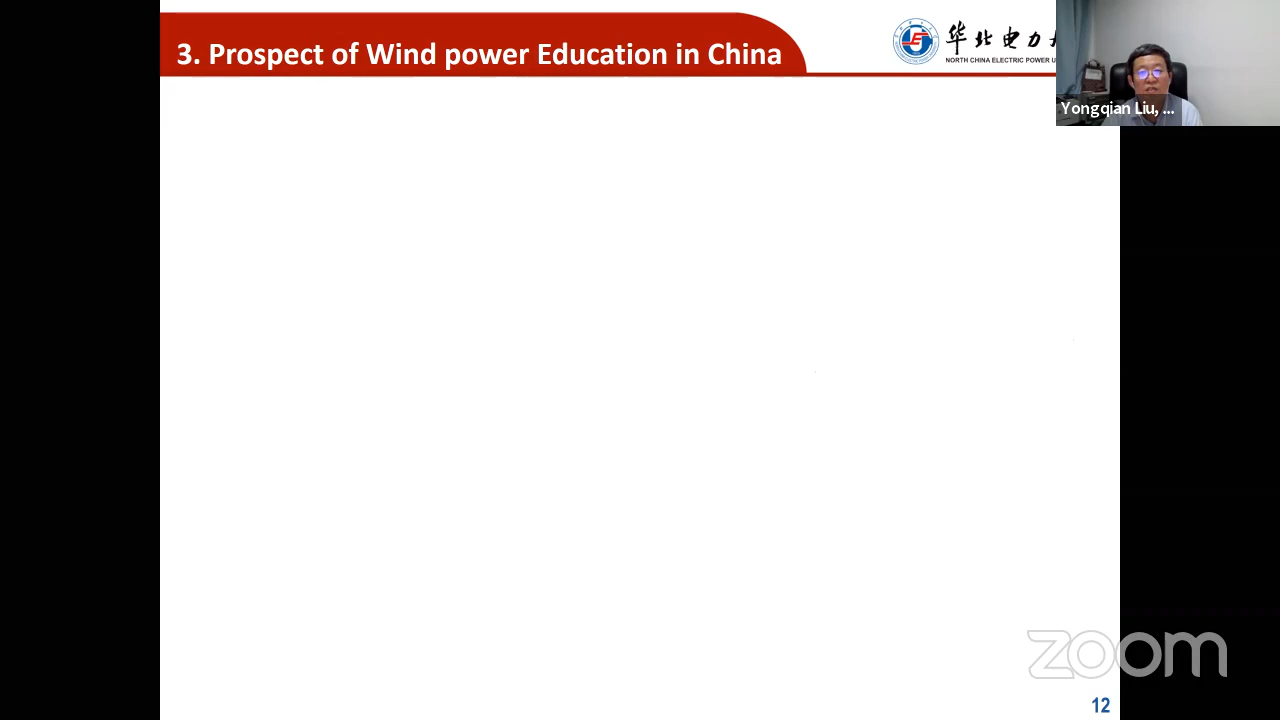 3. Prospect of Wind power Education in China
华北电力
NORTH CHINA ELECTRIC POWER
Yongqian Liu, ...
zoom
12